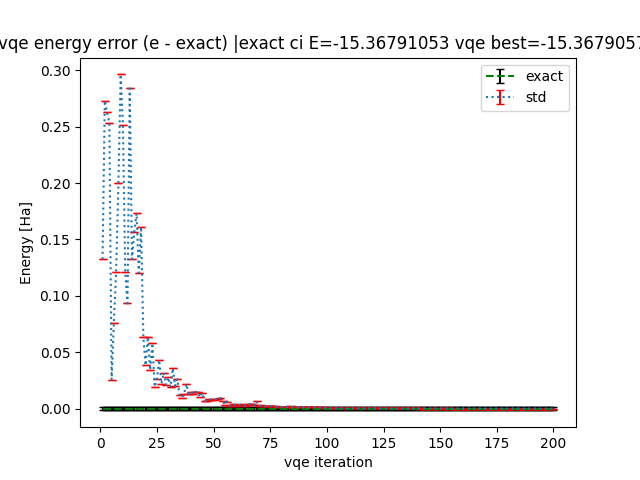 vqe energy error (e - exact) |exact ci E=-15.36791053 vqe best=-15.3679057
exact
std
Energy [Ha]
0.30
0.25
0.20
0.15
0.10
0.05
0.00
0 25 50 75 100 125 150 175 200
vqe iteration